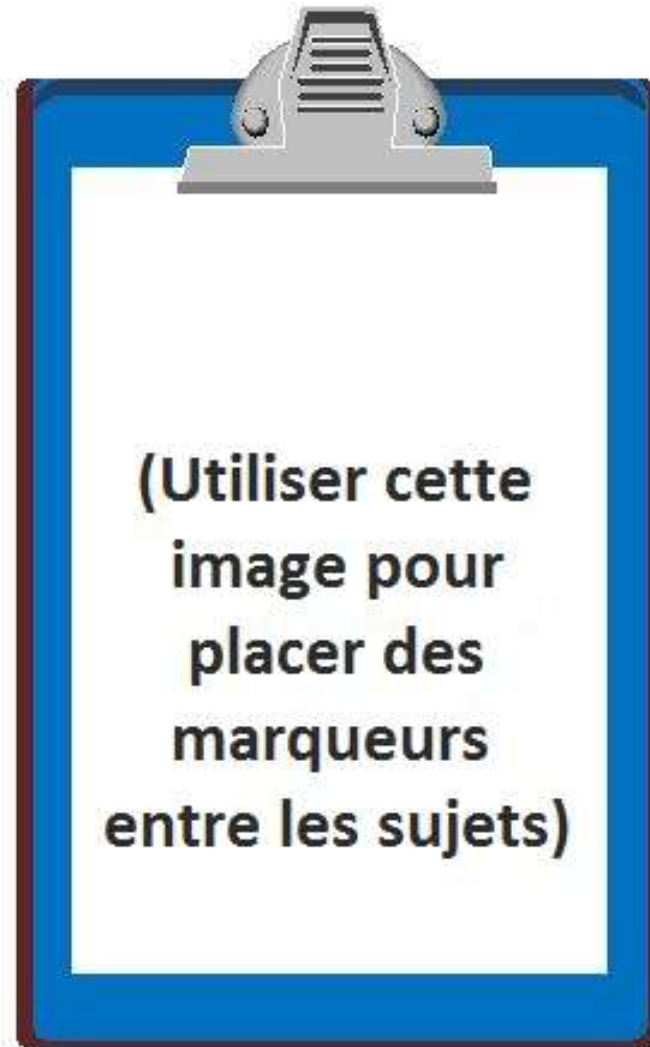 (Utiliser cette
image pour
placer des
marqueurs
entre les sujets)